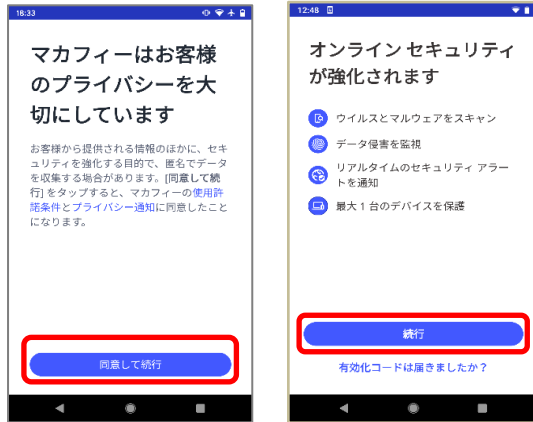 18:33
マカフィーはお客様
のプライバシーを大
切にしています
お客様から提供される情報のほかに、セキ
ュリティを強化する目的で、匿名でデータ
を収集する場合があります。[同意して続
行] をタップすると、マカフィーの使用許
諾条件とプライバシー通知に同意したこと
になります。
同意して続行
12:48
オンライン セキュリティ
が強化されます
ウイルスとマルウェアをスキャン
データ侵害を監視
リアルタイムのセキュリティ アラー
トを通知
最大 1 台のデバイスを保護
続行
有効化コードは届きましたか？